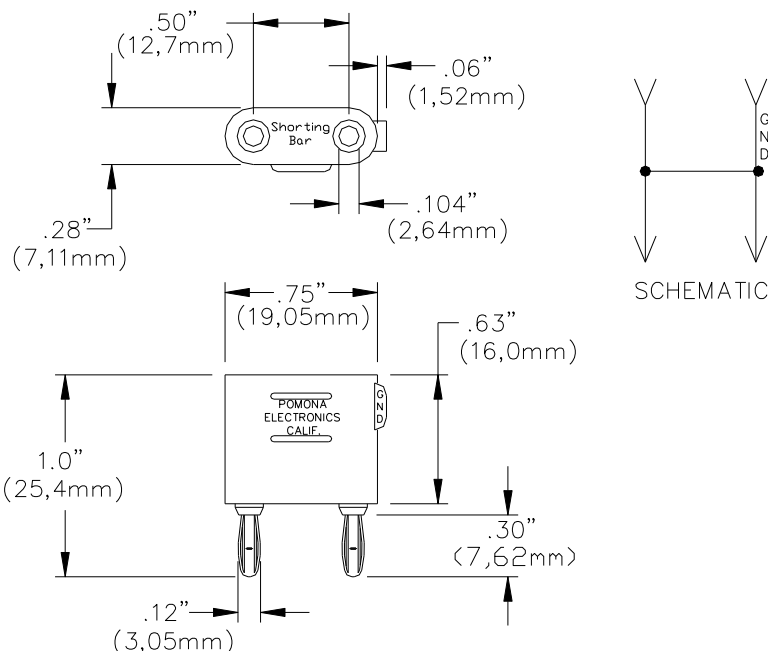 .50”
(12,7mm)
.06”
(1,52mm)
Shorting
Bar
.104”
(2,64mm)
.28”
(7,11mm)
G
N
D
SCHEMATIC
.75”
(19,05mm)
.63”
(16,0mm)
POMONA
ELECTRONICS
CALIF.
G
N
D
1.0”
(25,4mm)
.30”
(7,62mm)
.12”
(3,05mm)